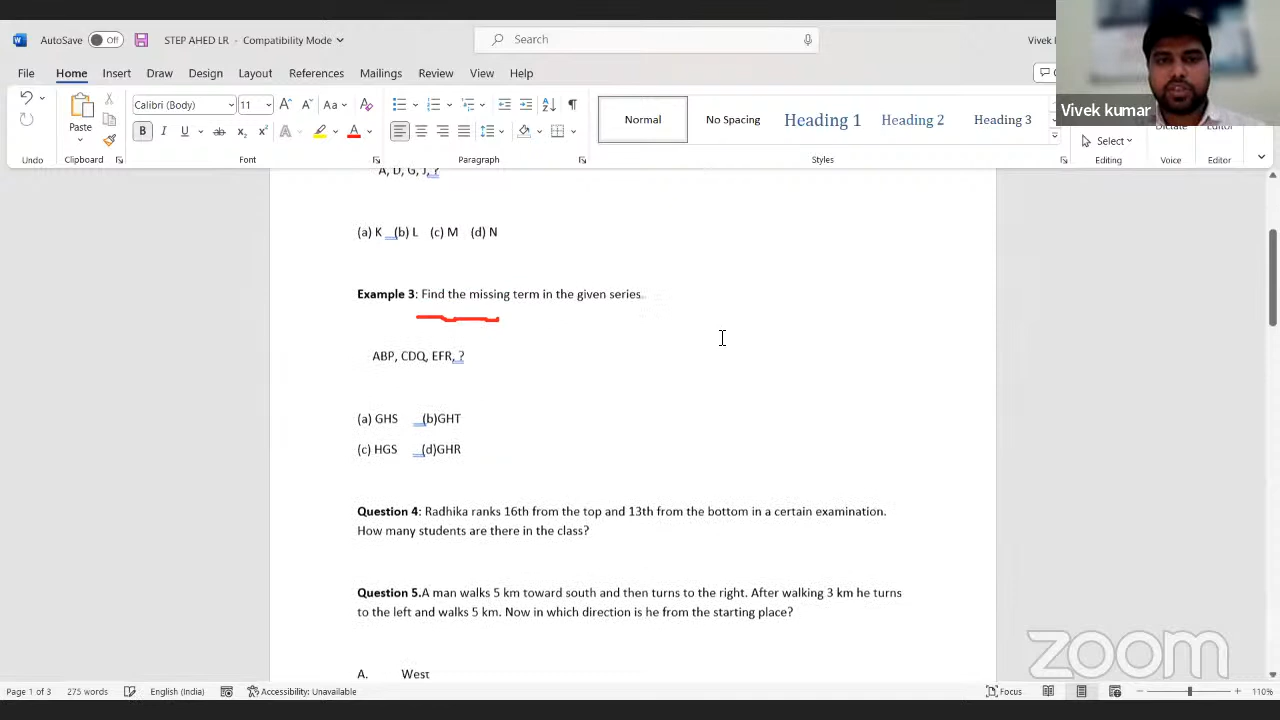 AutoSave Off STEP AHED LR - Compatibility Mode Search Vivek
File Home Insert Draw Design Layout References Mailings Review View Help
Vivek kumar
Paste Calibri (Body) 11 Aa Normal No Spacing Heading 1 Heading 2 Heading 3 Select Dictate Editor
Undo Clipboard Font Paragraph Styles Editing Voice Editor
A, D, G, J, ?
(a) K (b) L (c) M (d) N
Example 3: Find the missing term in the given series.
ABP, CDQ, EFR, ?
(a) GHS (b)GHT
(c) HGS (d)GHR
Question 4: Radhika ranks 16th from the top and 13th from the bottom in a certain examination.
How many students are there in the class?
Question 5.A man walks 5 km toward south and then turns to the right. After walking 3 km he turns
to the left and walks 5 km. Now in which direction is he from the starting place?
A. West
zoom
Page 1 of 3 275 words English (India) Accessibility: Unavailable Focus 110%